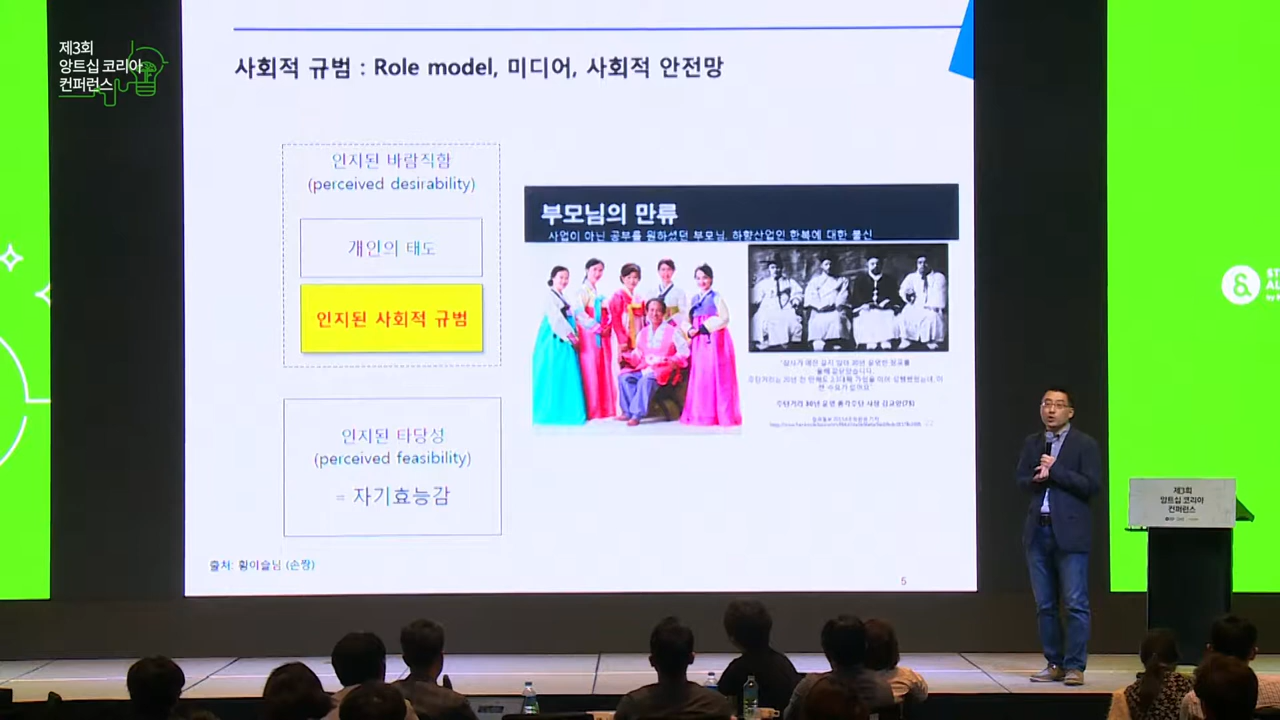 제3회
앙트십 코리아
컨퍼런스
사회적 규범 : Role model, 미디어, 사회적 안전망
인지된 바람직함
(perceived desirability)
개인의 태도
인지된 사회적 규범
인지된 타당성
(perceived feasibility)
= 자기효능감
부모님의 만류
사업이 아닌 공부를 원하셨던 부모님, 하향산업인 한복에 대한 불신
출처: 황이슬님 (손짱)
5
제3회
앙트십 코리아
컨퍼런스